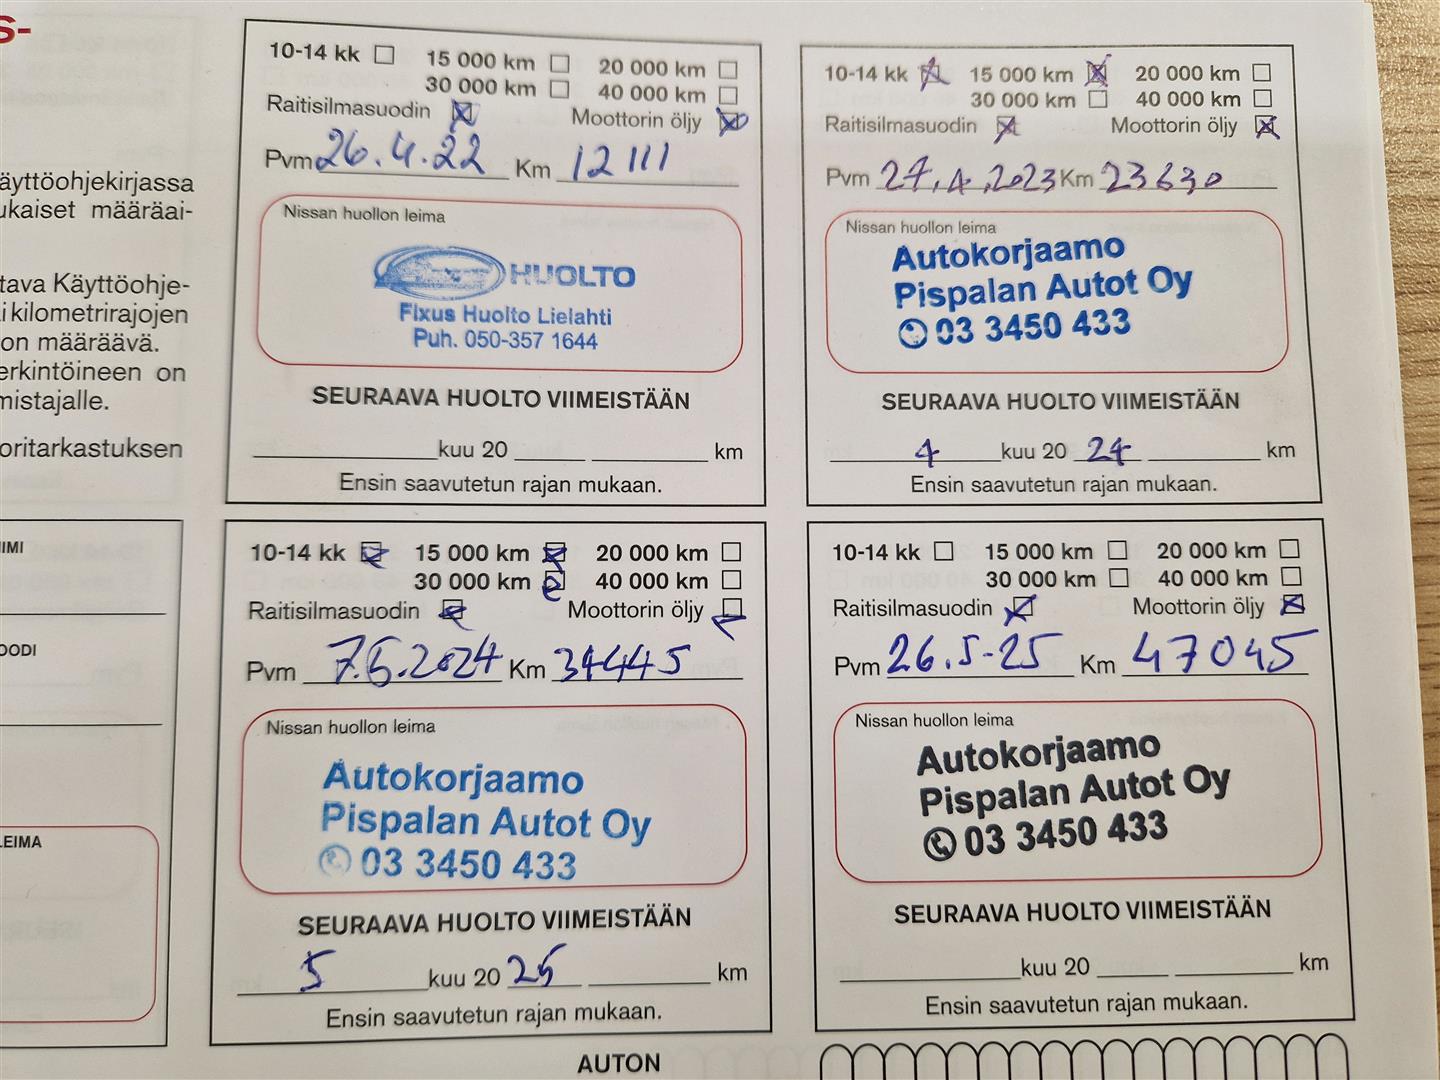 S-
äyttöohjekirjassa
ukaiset määräai-
tava Käyttöohje-
i kilometrirajojen
on määräävä.
erkintöineen on
mistajalle.
oritarkastuksen
IMI
OODI
LEIMA
10-14 kk 15 000 km 20 000 km
30 000 km 40 000 km
Raitisilmasuodin Moottorin öljy
Pvm 26.4.22 Km 12111
Nissan huollon leima
HUOLTO
Fixus Huolto Lielahti
Puh. 050-357 1644
SEURAAVA HUOLTO VIIMEISTÄÄN
kuu 20 km
Ensin saavutetun rajan mukaan.
10-14 kk 15 000 km 20 000 km
30 000 km 40 000 km
Raitisilmasuodin Moottorin öljy
Pvm 27.4.2023 Km 23630
Nissan huollon leima
Autokorjaamo
Pispalan Autot Oy
03 3450 433
SEURAAVA HUOLTO VIIMEISTÄÄN
4 kuu 20 24 km
Ensin saavutetun rajan mukaan.
10-14 kk 15 000 km 20 000 km
30 000 km 40 000 km
Raitisilmasuodin Moottorin öljy
Pvm 7.5.2024 Km 34445
Nissan huollon leima
Autokorjaamo
Pispalan Autot Oy
03 3450 433
SEURAAVA HUOLTO VIIMEISTÄÄN
5 kuu 20 25 km
Ensin saavutetun rajan mukaan.
10-14 kk 15 000 km 20 000 km
30 000 km 40 000 km
Raitisilmasuodin Moottorin öljy
Pvm 26.5-25 Km 47045
Nissan huollon leima
Autokorjaamo
Pispalan Autot Oy
03 3450 433
SEURAAVA HUOLTO VIIMEISTÄÄN
kuu 20 km
Ensin saavutetun rajan mukaan.
AUTON